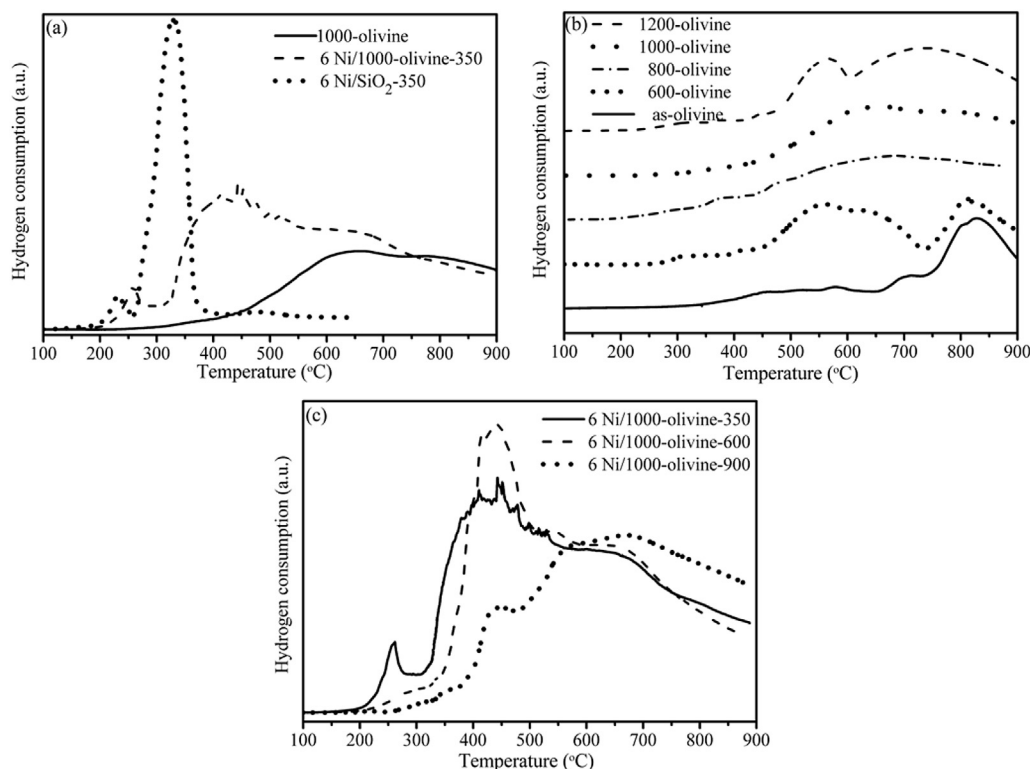 (a)
1000-olivine
6 Ni/1000-olivine-350
6 Ni/SiO2-350
Hydrogen consumption (a.u.)
100 200 300 400 500 600 700 800 900
Temperature (°C)
(b)
1200-olivine
1000-olivine
800-olivine
600-olivine
as-olivine
Hydrogen consumption (a.u.)
100 200 300 400 500 600 700 800 900
Temperature (°C)
(c)
6 Ni/1000-olivine-350
6 Ni/1000-olivine-600
6 Ni/1000-olivine-900
Hydrogen consumption (a.u.)
100 200 300 400 500 600 700 800 900
Temperature (°C)